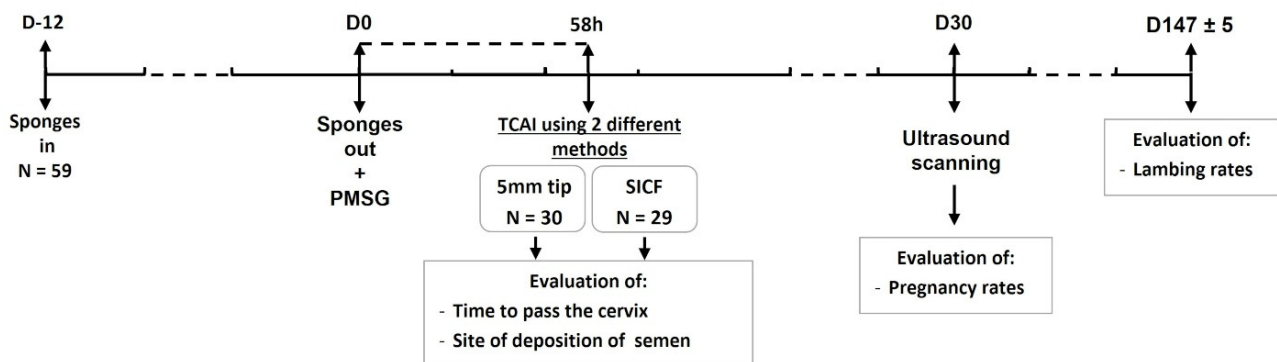 D-12
D0
58h
D30
D147 ± 5
Sponges
in
N = 59
Sponges
out
+
PMSG
TCAI using 2 different
methods
5mm tip
N = 30
SICF
N = 29
Evaluation of:
- Time to pass the cervix
- Site of deposition of semen
Ultrasound
scanning
Evaluation of:
- Pregnancy rates
Evaluation of:
- Lambing rates